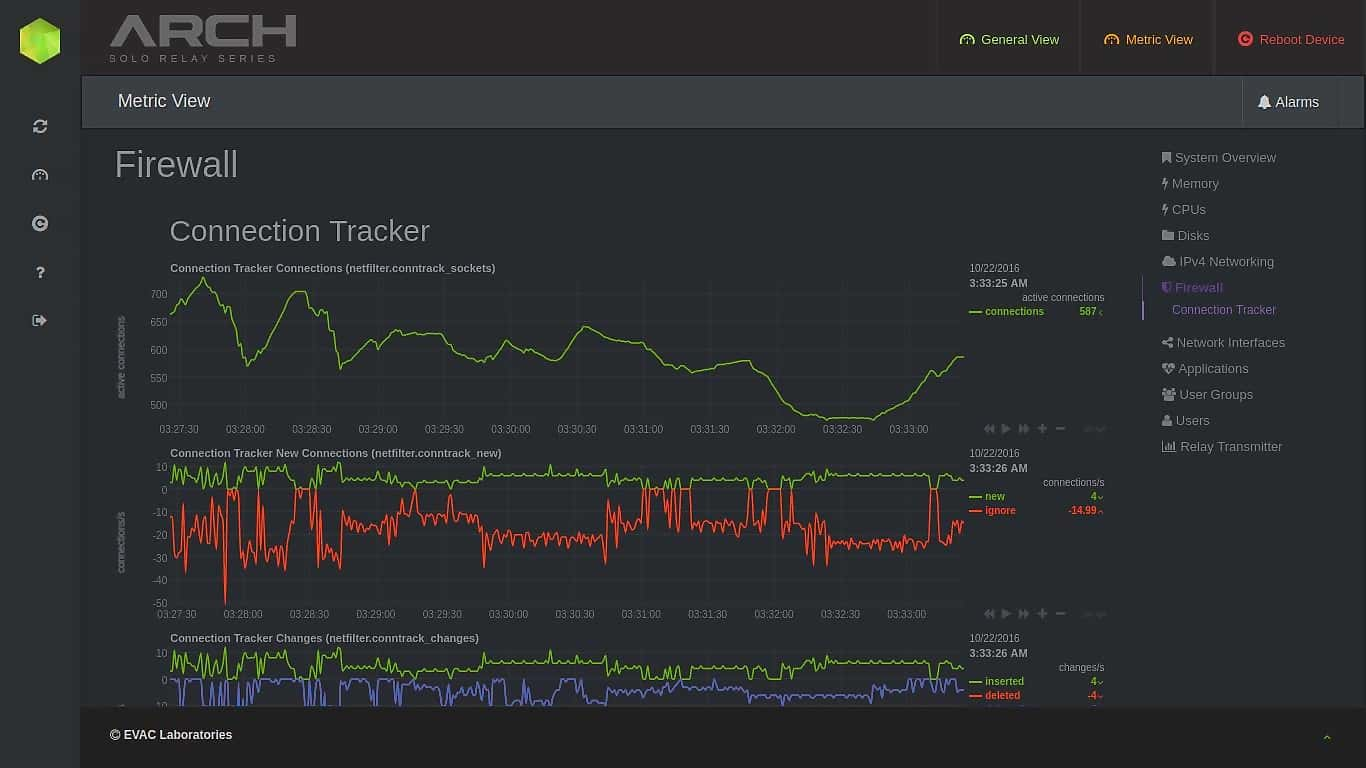 ARCH
SOLO RELAY SERIES
General View
Metric View
Reboot Device
Metric View
Alarms
Firewall
System Overview
Memory
CPUs
Disks
IPv4 Networking
Firewall
Connection Tracker
Network Interfaces
Applications
User Groups
Users
Relay Transmitter
Connection Tracker
Connection Tracker Connections (netfilter.conntrack_sockets)
10/22/2016
3:33:25 AM
active connections
connections 587
active connections
700
650
600
550
500
03:27:30 03:28:00 03:28:30 03:29:00 03:29:30 03:30:00 03:30:30 03:31:00 03:31:30 03:32:00 03:32:30 03:33:00
Connection Tracker New Connections (netfilter.conntrack_new)
10/22/2016
3:33:26 AM
connections/s
new 4
ignore -14.99
connections/s
10
0
-10
-20
-30
-40
-50
03:27:30 03:28:00 03:28:30 03:29:00 03:29:30 03:30:00 03:30:30 03:31:00 03:31:30 03:32:00 03:32:30 03:33:00
Connection Tracker Changes (netfilter.conntrack_changes)
10/22/2016
3:33:26 AM
changes/s
inserted 4
deleted -4
10
0
© EVAC Laboratories